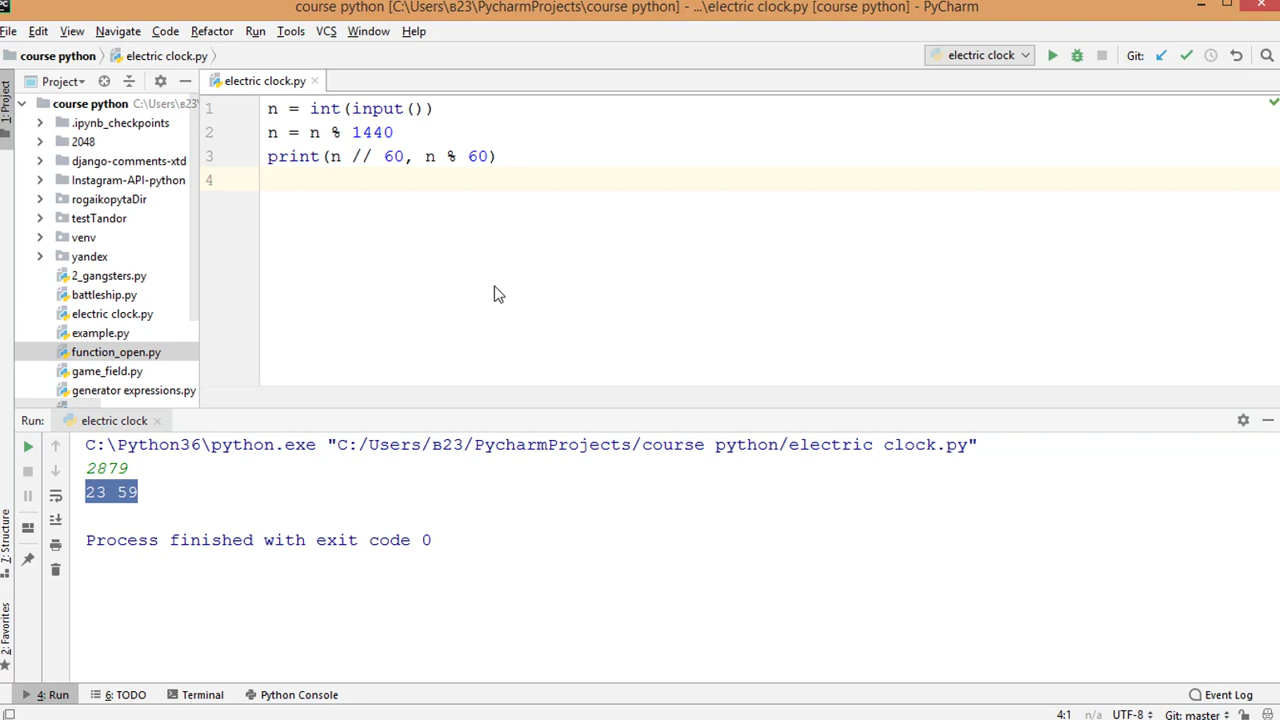 course python [C:\Users\в23\PycharmProjects\course python] - ...\electric clock.py [course python] - PyCharm
File Edit View Navigate Code Refactor Run Tools VCS Window Help
course python electric clock.py electric clock Git:
1: Project
Project electric clock.py
course python C:\Users\в23\
.ipynb_checkpoints
2048
django-comments-xtd
Instagram-API-python
rogaikopytaDir
testTandor
venv
yandex
2_gangsters.py
battleship.py
electric clock.py
example.py
function_open.py
game_field.py
generator expressions.py
1 n = int(input())
2 n = n % 1440
3 print(n // 60, n % 60)
4
Run: electric clock
C:\Python36\python.exe "C:/Users/в23/PycharmProjects/course python/electric clock.py"
2879
23 59
Process finished with exit code 0
7: Structure
2: Favorites
4: Run 6: TODO Terminal Python Console Event Log
4:1 n/a UTF-8 Git: master